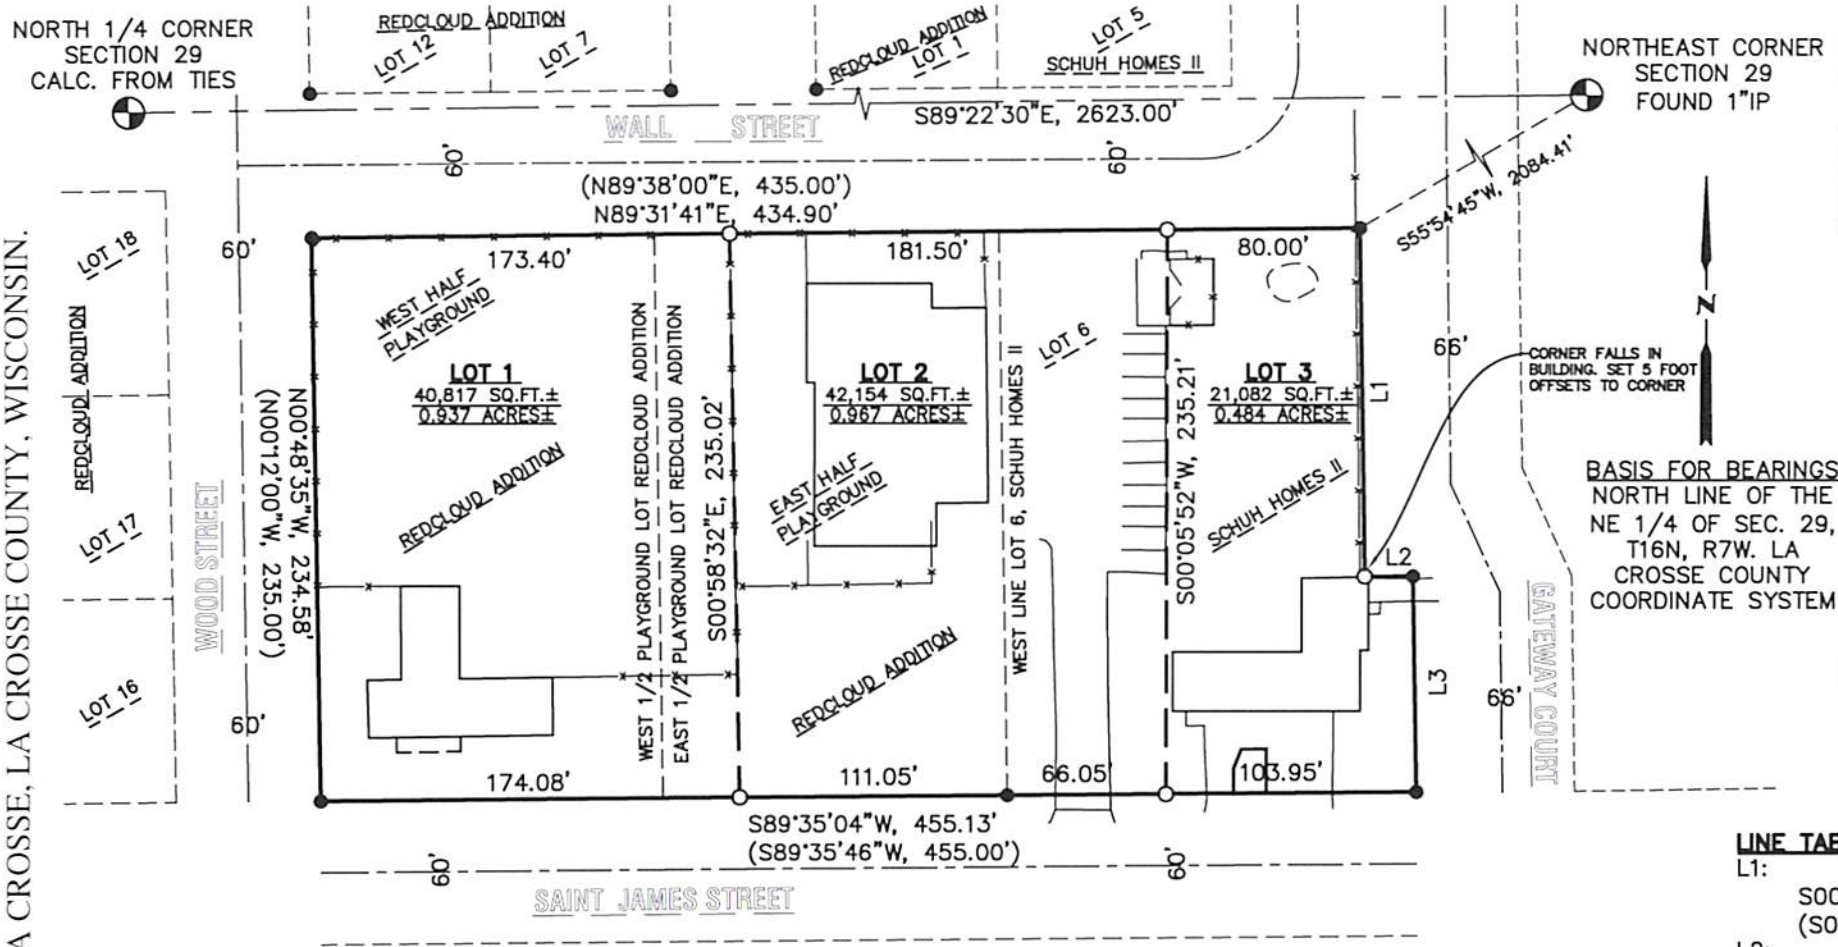 NORTH 1/4 CORNER
SECTION 29
CALC. FROM TIES
REDCLOUD ADDITION
LOT 12
LOT 7
REDCLOUD ADDITION
LOT 1
LOT 5
SCHUH HOMES II
NORTHEAST CORNER
SECTION 29
FOUND 1"IP
S89°22'30"E, 2623.00'
WALL STREET
60'
60'
S55°54'45"W, 2084.41'
(N89°38'00"E, 435.00')
N89°31'41"E, 434.90'
173.40'
181.50'
80.00'
LOT 18
REDCLOUD ADDITION
LOT 17
LOT 16
60'
60'
WOOD STREET
N00°48'35"W, 234.58'
(N00°12'00"W, 235.00')
WEST HALF
PLAYGROUND
LOT 1
40,817 SQ.FT.±
0.937 ACRES±
REDCLOUD ADDITION
WEST 1/2 PLAYGROUND LOT REDCLOUD ADDITION
EAST 1/2 PLAYGROUND LOT REDCLOUD ADDITION
S00°58'32"E, 235.02'
LOT 2
42,154 SQ.FT.±
0.967 ACRES±
EAST HALF
PLAYGROUND
REDCLOUD ADDITION
WEST LINE LOT 6, SCHUH HOMES II
LOT 6
S00°05'52"W, 235.21'
LOT 3
21,082 SQ.FT.±
0.484 ACRES±
SCHUH HOMES II
L1
L2
L3
66'
66'
CORNER FALLS IN
BUILDING. SET 5 FOOT
OFFSETS TO CORNER
N
BASIS FOR BEARINGS
NORTH LINE OF THE
NE 1/4 OF SEC. 29,
T16N, R7W. LA
CROSSE COUNTY
COORDINATE SYSTEM
GATEWAY COURT
174.08'
111.05'
66.05'
103.95'
S89°35'04"W, 455.13'
(S89°35'46"W, 455.00')
60'
60'
SAINT JAMES STREET
LINE TAB
L1:
S00
(S0
A CROSSE, LA CROSSE COUNTY, WISCONSIN.